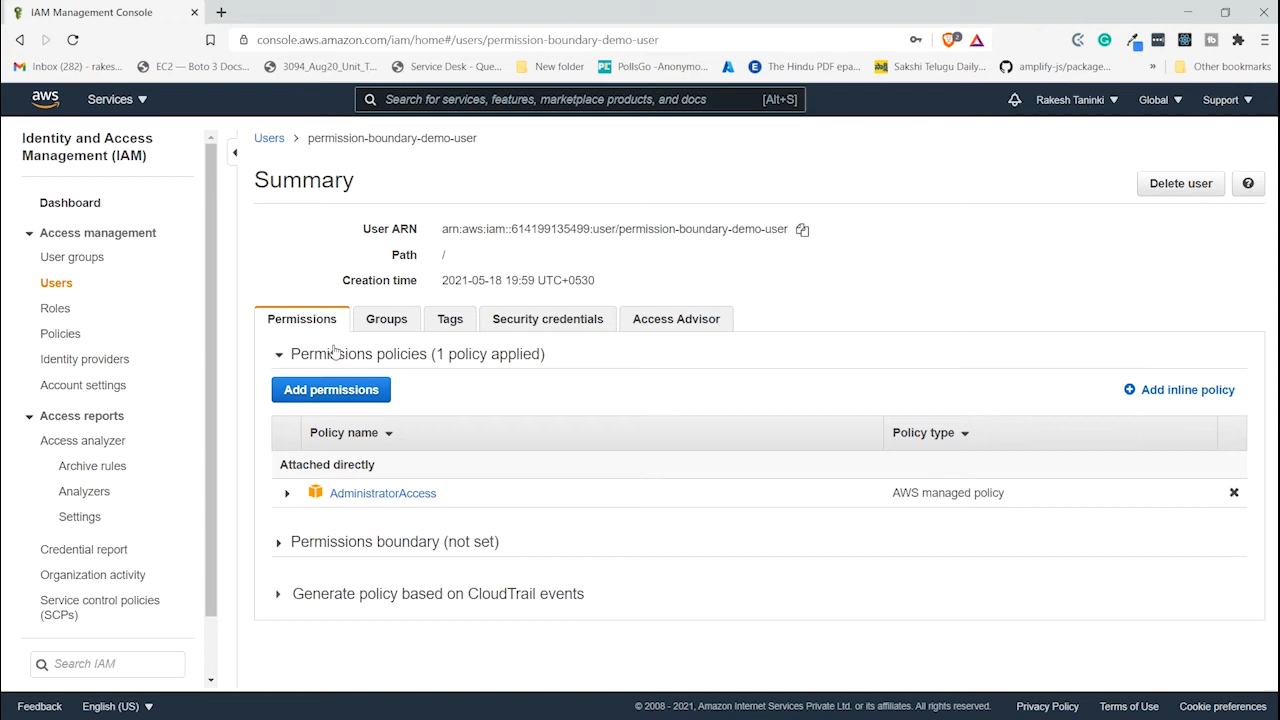 IAM Management Console
console.aws.amazon.com/iam/home#/users/permission-boundary-demo-user
2
Inbox (282) - rakes...
EC2 — Boto 3 Docs...
3094_Aug20_Unit_T...
Service Desk - Que...
New folder
PollsGo -Anonymo...
The Hindu PDF epa...
Sakshi Telugu Daily...
amplify-js/package...
»
Other bookmarks
aws
Services
Search for services, features, marketplace products, and docs
[Alt+S]
Rakesh Taninki
Global
Support
Identity and Access
Management (IAM)
Dashboard
Access management
User groups
Users
Roles
Policies
Identity providers
Account settings
Access reports
Access analyzer
Archive rules
Analyzers
Settings
Credential report
Organization activity
Service control policies
(SCPs)
Search IAM
Users > permission-boundary-demo-user
Summary
Delete user
User ARN arn:aws:iam::614199135499:user/permission-boundary-demo-user
Path /
Creation time 2021-05-18 19:59 UTC+0530
Permissions
Groups
Tags
Security credentials
Access Advisor
Permissions policies (1 policy applied)
Add permissions
Add inline policy
Policy name
Policy type
Attached directly
AdministratorAccess
AWS managed policy
Permissions boundary (not set)
Generate policy based on CloudTrail events
Feedback
English (US)
© 2008 - 2021, Amazon Internet Services Private Ltd. or its affiliates. All rights reserved.
Privacy Policy
Terms of Use
Cookie preferences